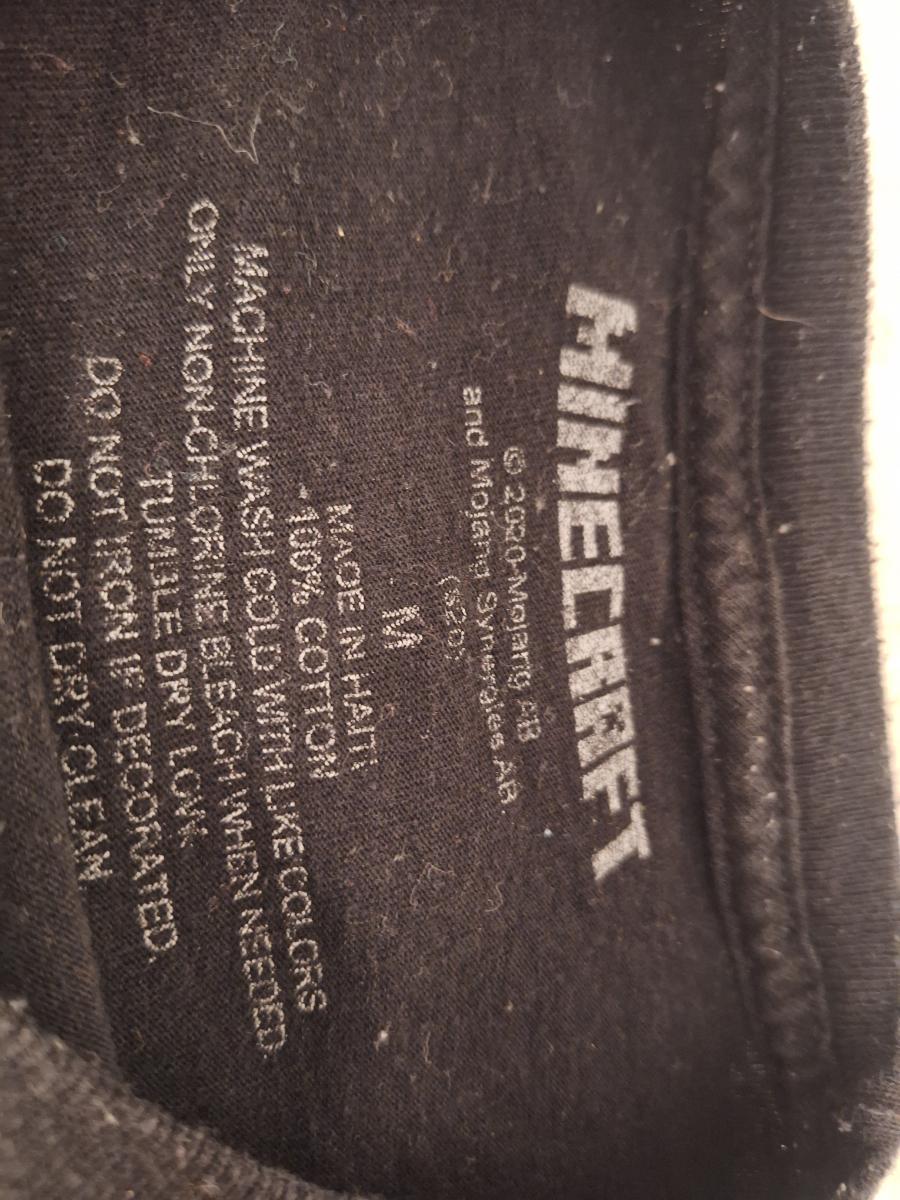 MINECRAFT
© 2020 Mojang AB
and Mojang Synergies AB.
M
MADE IN HAITI
100% COTTON
MACHINE WASH COLD WITH LIKE COLORS
ONLY NON-CHLORINE BLEACH WHEN NEEDED
TUMBLE DRY LOW.
DO NOT IRON IF DECORATED.
DO NOT DRY CLEAN